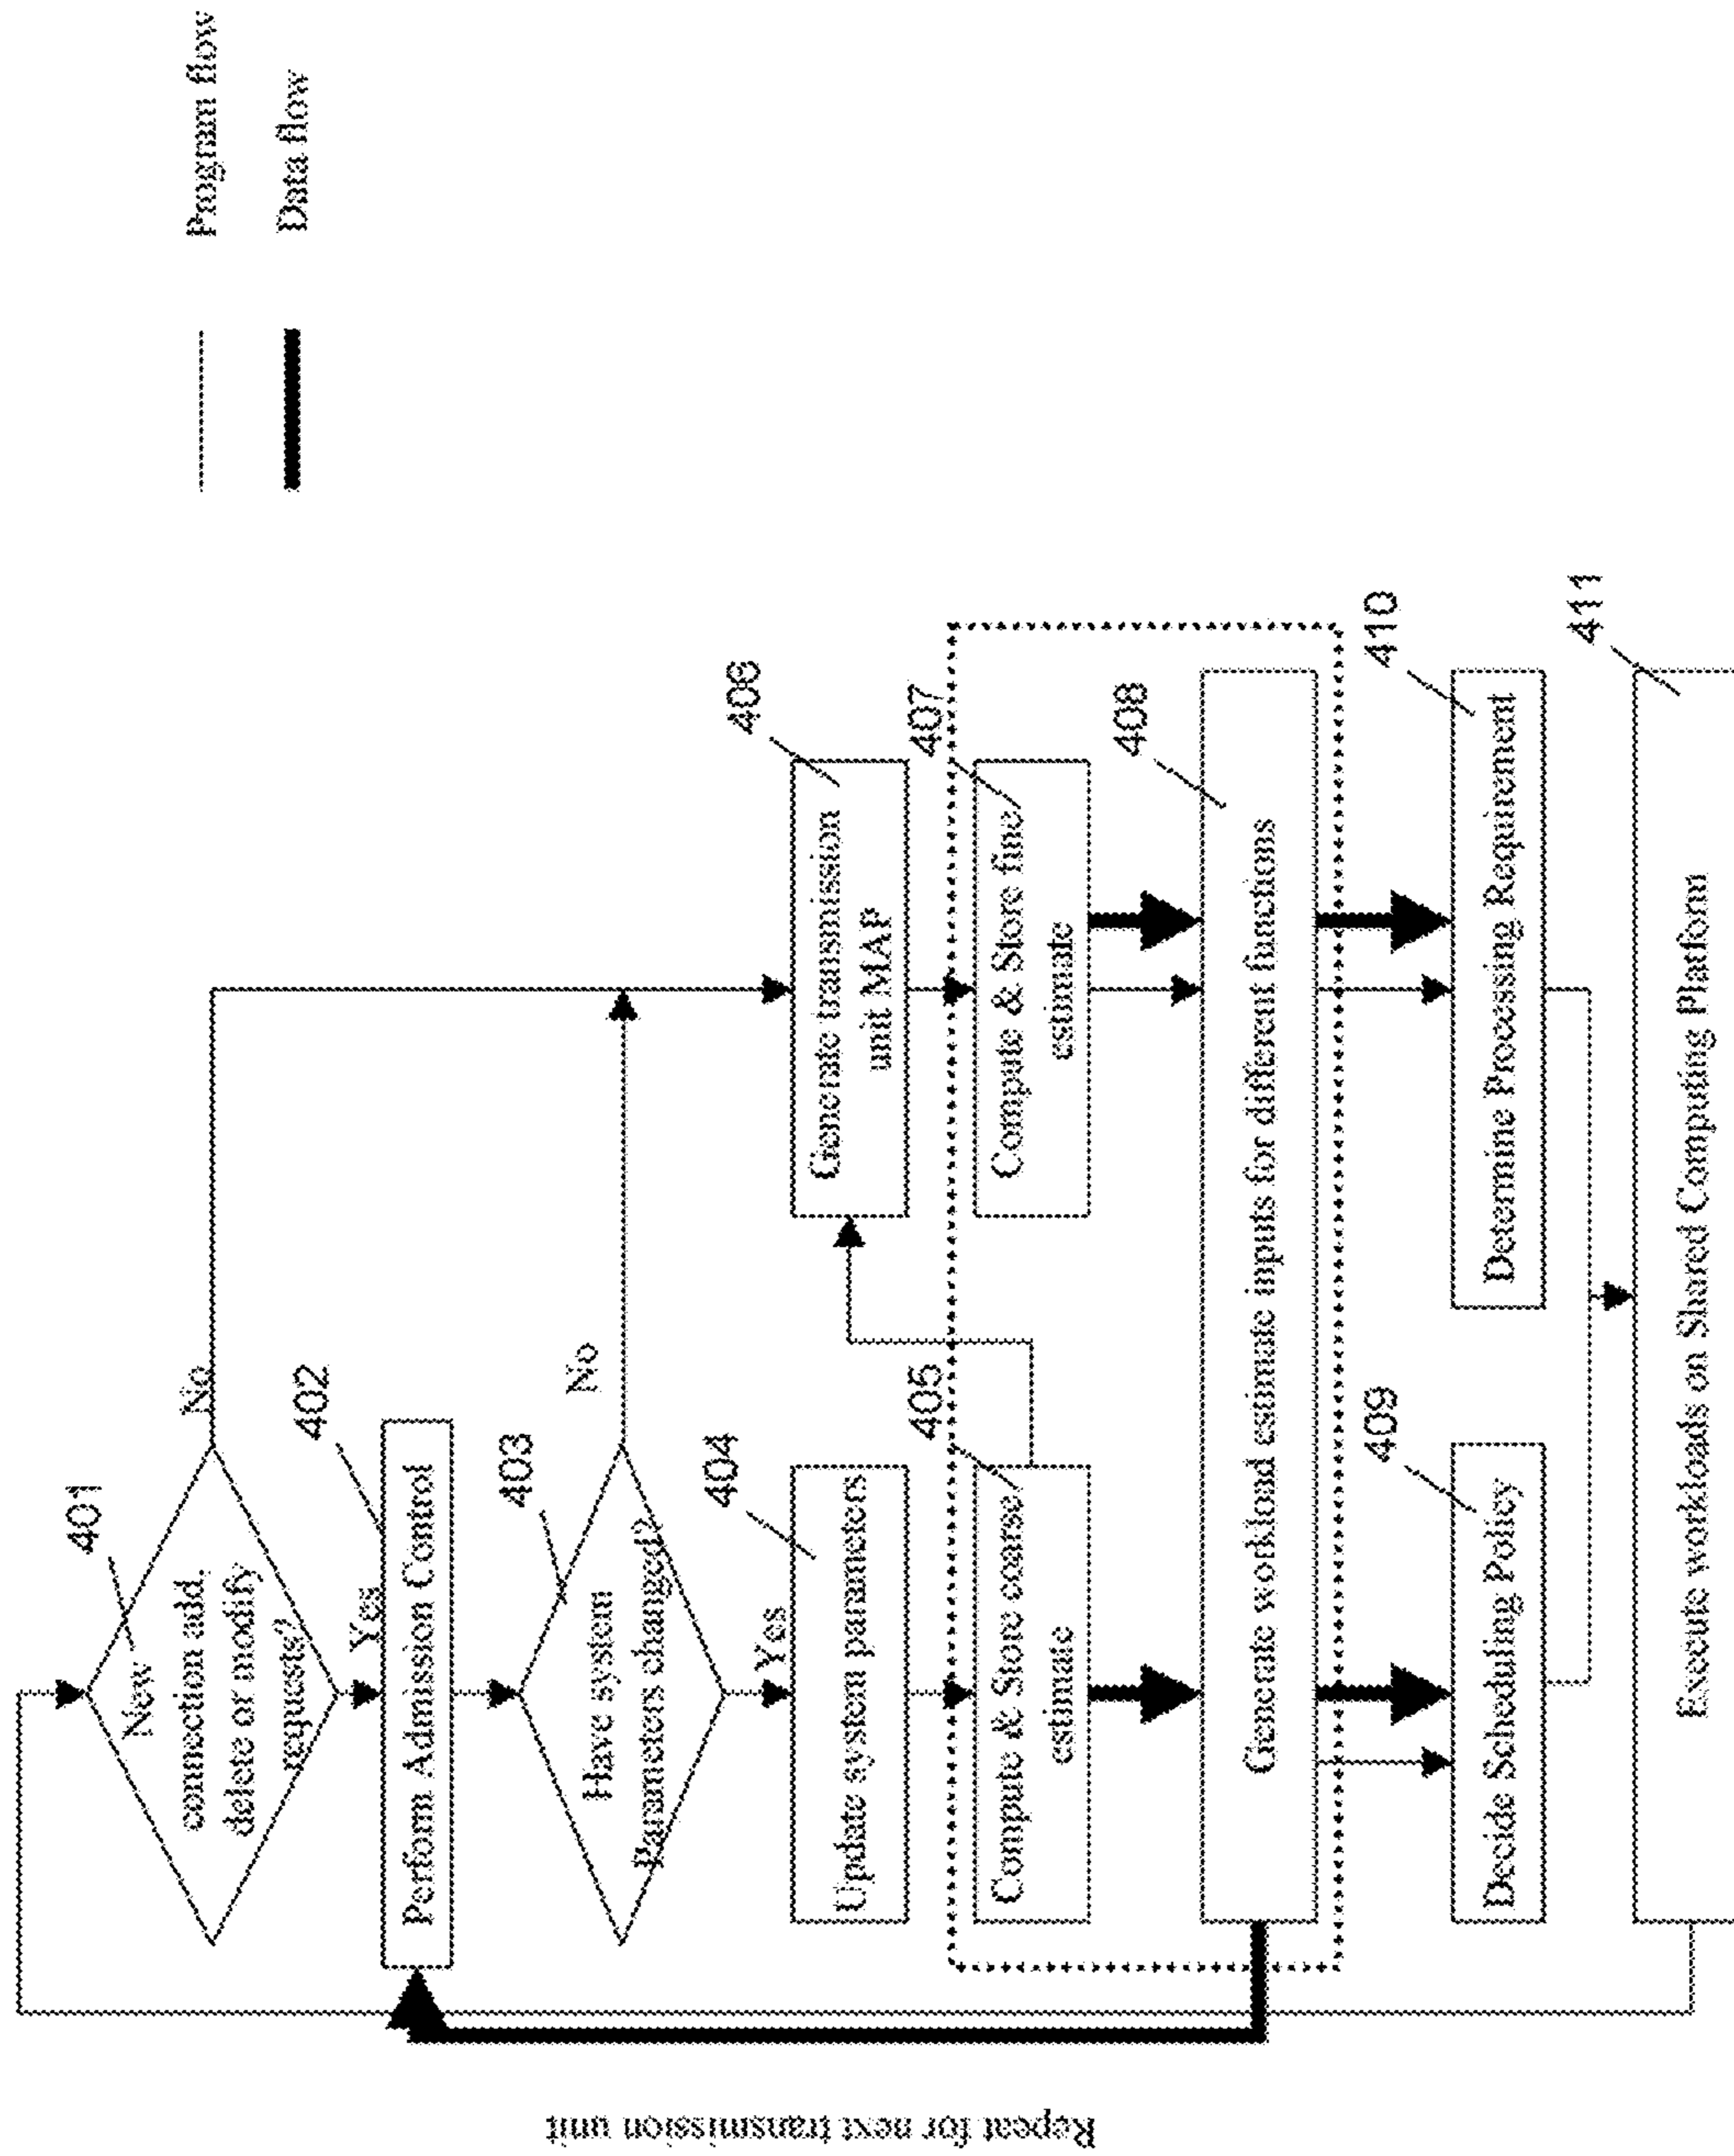 Program flow
Data flow
401
New
connection add,
delete or modify
requests?
No
Yes
402
Perform Admission Control
403
Have system
Parameters changed?
No
Yes
404
Update system parameters
406
Generate transmission
unit MAP
405
Compute & Store coarse
estimate
407
Compute & Store fine
estimate
408
Generate workload estimate inputs for different functions
409
Decide Scheduling Policy
410
Determine Processing Requirement
411
Execute workloads on Shared Computing Platform
Repeat for next transmission unit